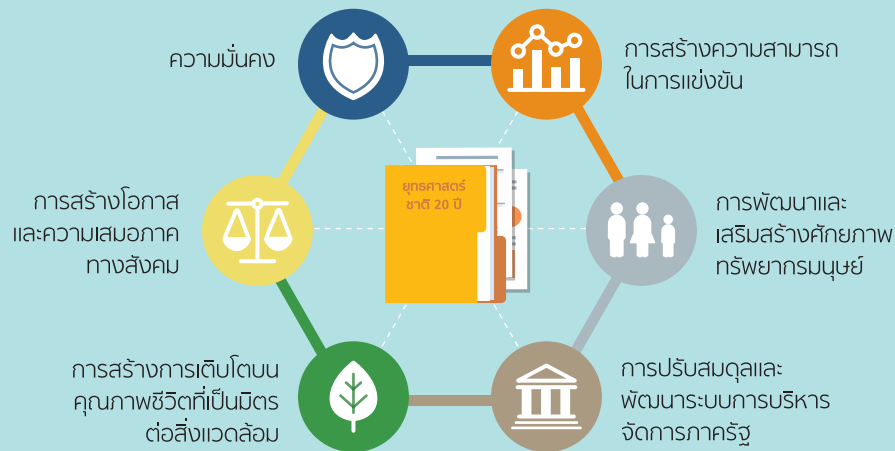 ความมั่นคง
การสร้างความสามารถ
ในการแข่งขัน
ยุทธศาสตร์
ชาติ 20 ปี
การสร้างโอกาส
และความเสมอภาค
ทางสังคม
การพัฒนาและ
เสริมสร้างศักยภาพ
ทรัพยากรมนุษย์
การสร้างการเติบโตบน
คุณภาพชีวิตที่เป็นมิตร
ต่อสิ่งแวดล้อม
การปรับสมดุลและ
พัฒนาระบบการบริหาร
จัดการภาครัฐ